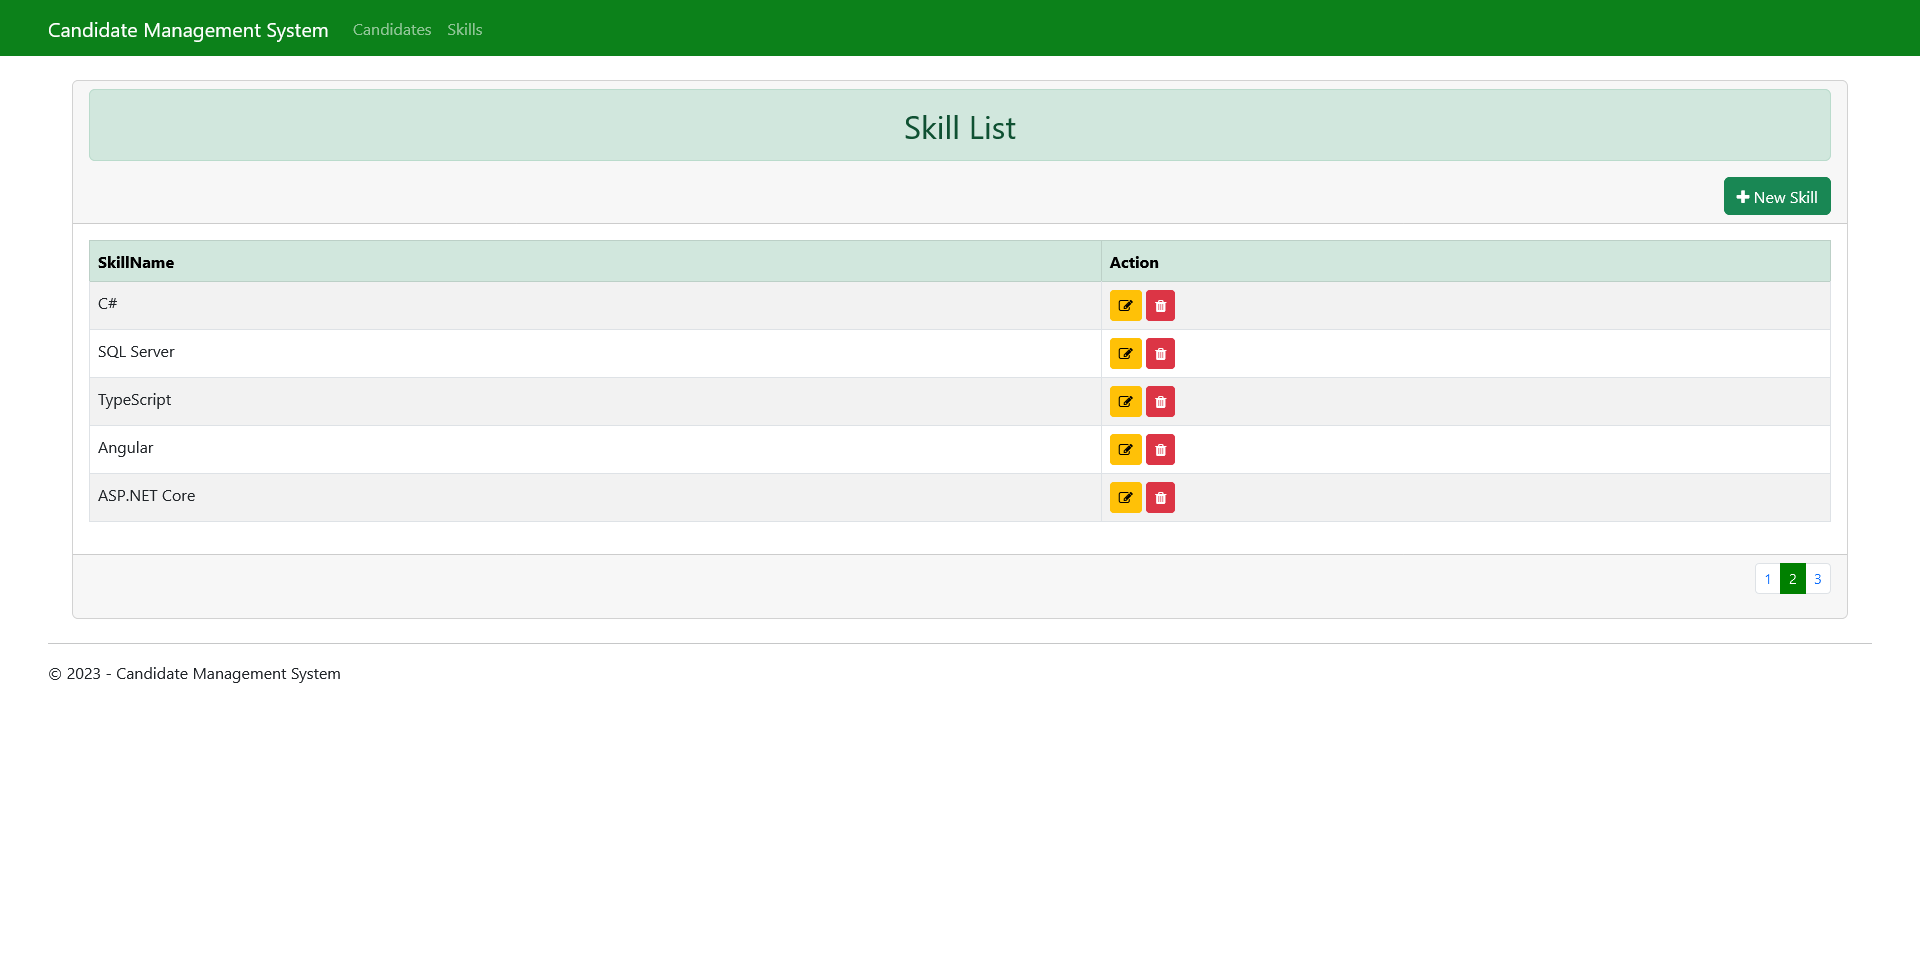 Candidate Management System Candidates Skills
Skill List
New Skill
SkillName Action
C#
SQL Server
TypeScript
Angular
ASP.NET Core
1 2 3
© 2023 - Candidate Management System